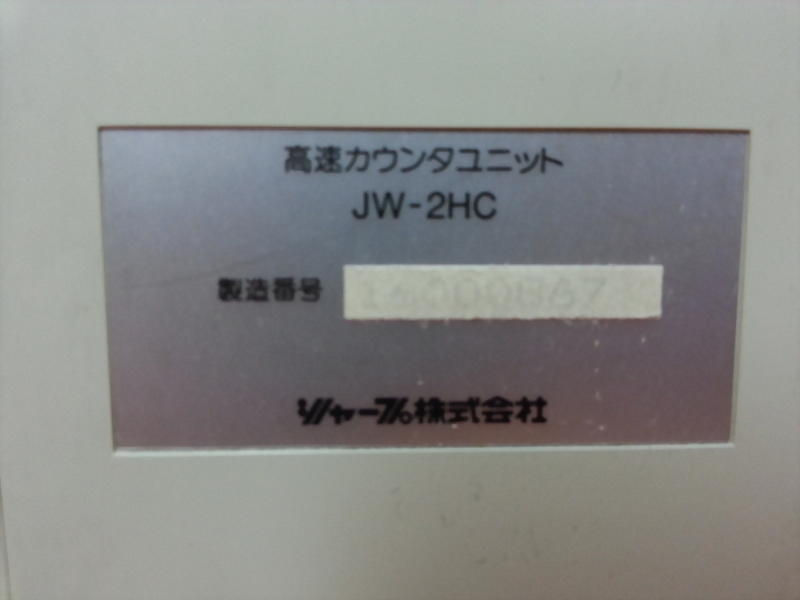 高速カウンタユニット
JW-2HC
製造番号
シャープ株式会社